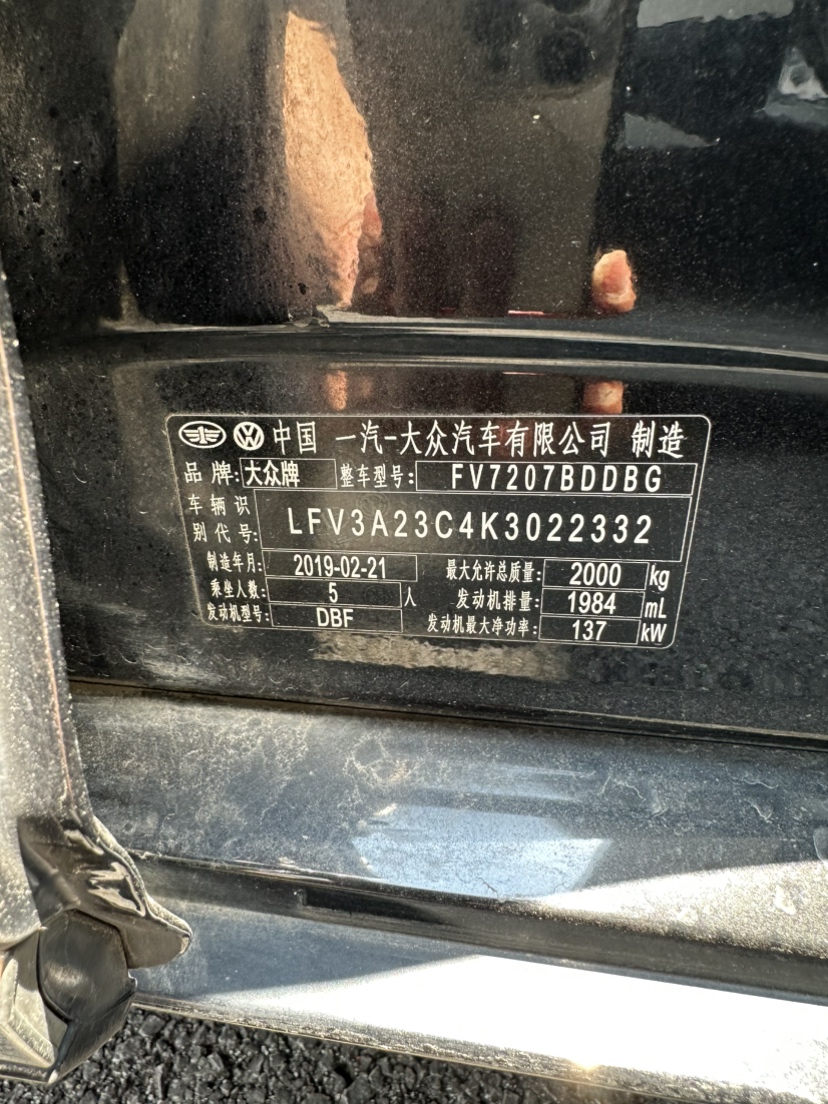 中国 一汽-大众汽车有限公司 制造
品牌: 大众牌 整车型号: FV7207BDDBG
车辆识别代号: LFV3A23C4K3022332
制造年月: 2019-02-21 最大允许总质量: 2000 kg
乘坐人数: 5 人 发动机排量: 1984 mL
发动机型号: DBF 发动机最大净功率: 137 kW